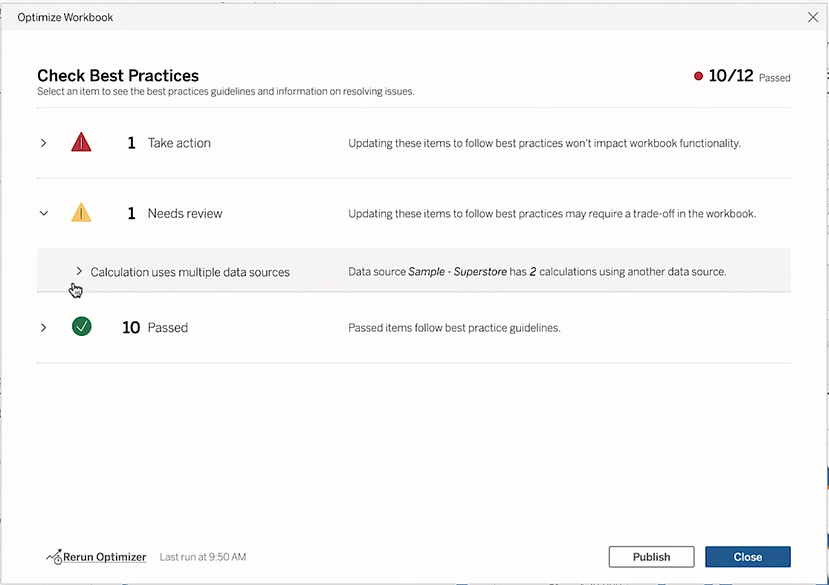 Optimize Workbook
Check Best Practices
10/12 Passed
Select an item to see the best practices guidelines and information on resolving issues.
1 Take action Updating these items to follow best practices won't impact workbook functionality.
1 Needs review Updating these items to follow best practices may require a trade-off in the workbook.
Calculation uses multiple data sources Data source Sample - Superstore has 2 calculations using another data source.
10 Passed Passed items follow best practice guidelines.
Rerun Optimizer Last run at 9:50 AM Publish Close